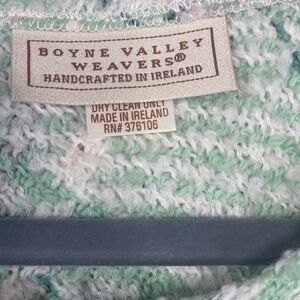 BOYNE VALLEY
WEAVERS®
HANDCRAFTED IN IRELAND
DRY CLEAN ONLY
MADE IN IRELAND
RN# 376106